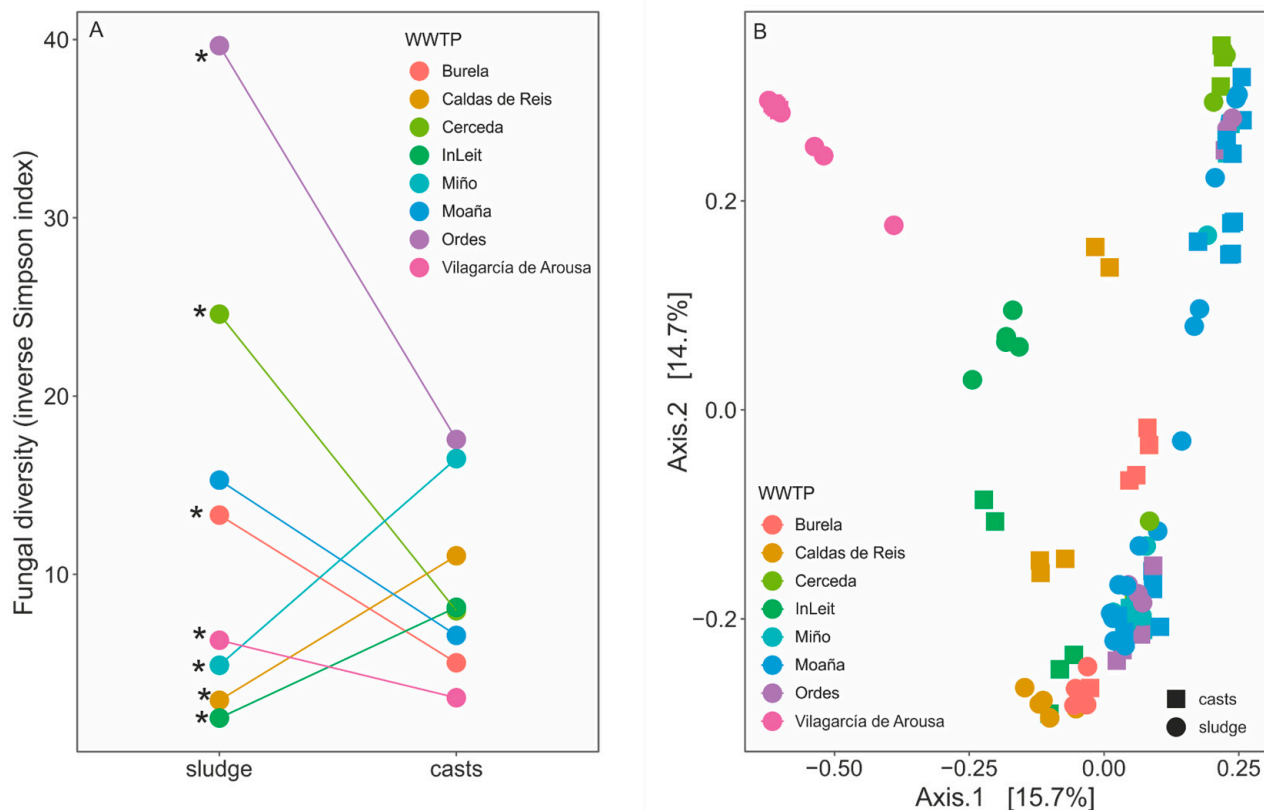 A
Fungal diversity (inverse Simpson index)
40
30
20
10
WWTP
Burela
Caldas de Reis
Cerceda
InLeit
Miño
Moaña
Ordes
Vilagarcía de Arousa
*
*
*
*
*
*
*
sludge
casts
B
Axis.2 [14.7%]
0.2
0.0
−0.2
WWTP
Burela
Caldas de Reis
Cerceda
InLeit
Miño
Moaña
Ordes
Vilagarcía de Arousa
casts
sludge
−0.50
−0.25
0.00
0.25
Axis.1 [15.7%]